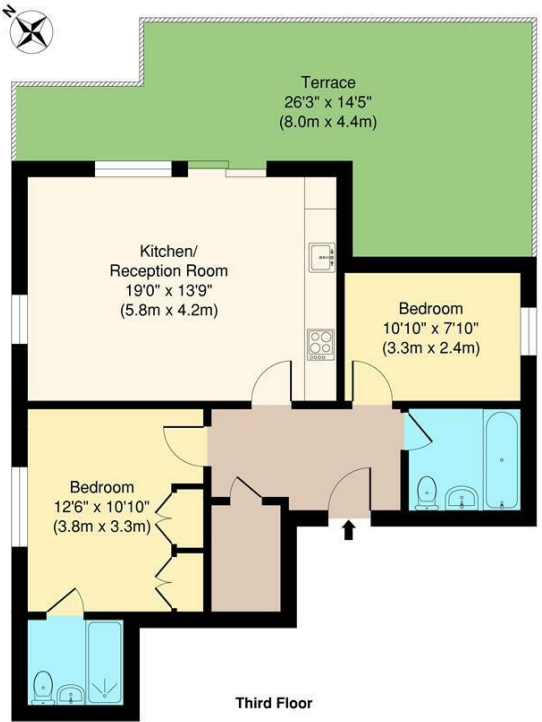 N
Terrace
26'3" x 14'5"
(8.0m x 4.4m)
Kitchen/
Reception Room
19'0" x 13'9"
(5.8m x 4.2m)
Bedroom
10'10" x 7'10"
(3.3m x 2.4m)
Bedroom
12'6" x 10'10"
(3.8m x 3.3m)
Third Floor